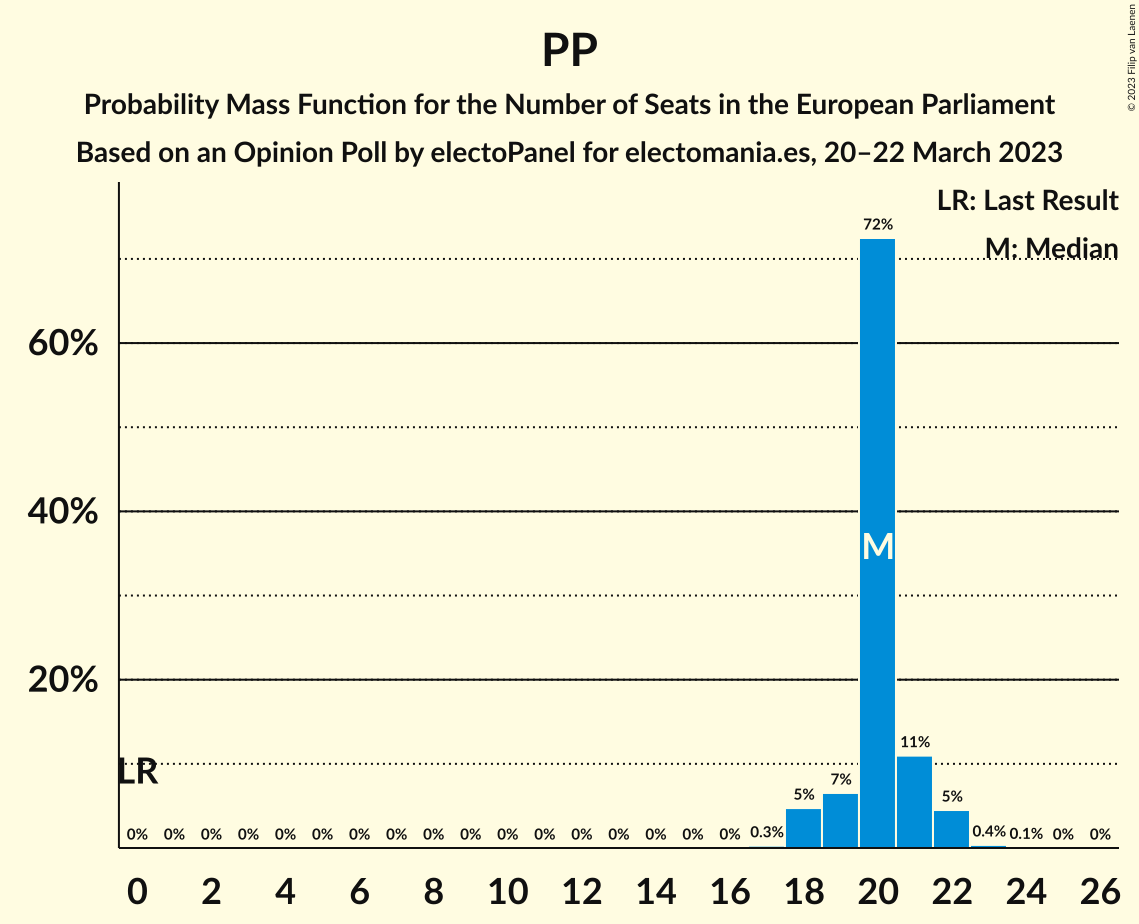 PP
Probability Mass Function for the Number of Seats in the European Parliament
Based on an Opinion Poll by electoPanel for electomania.es, 20–22 March 2023
© 2023 Filip van Laenen
LR: Last Result
M: Median
72%
60%
40%
M
20%
11%
LR
7%
5%
5%
0% 0% 0% 0% 0% 0% 0% 0% 0% 0% 0% 0% 0% 0% 0% 0% 0% 0.3% 0.4% 0.1% 0% 0%
0 2 4 6 8 10 12 14 16 18 20 22 24 26